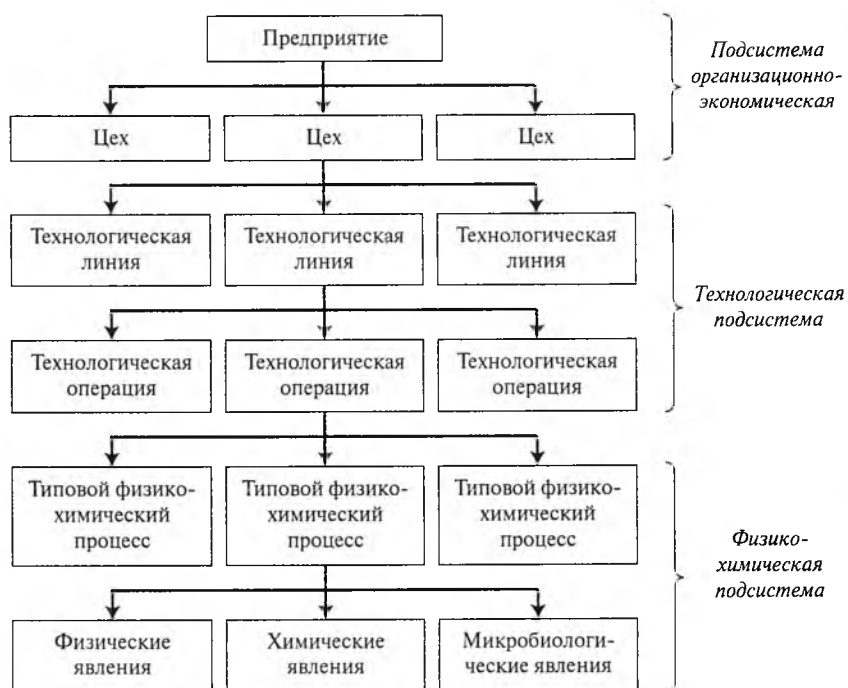 Предприятие
Подсистема
организационно-
экономическая
Цех
Цех
Цех
Технологическая
линия
Технологическая
линия
Технологическая
линия
Технологическая
подсистема
Технологическая
операция
Технологическая
операция
Технологическая
операция
Типовой физико-
химический
процесс
Типовой физико-
химический
процесс
Типовой физико-
химический
процесс
Физико-
химическая
подсистема
Физические
явления
Химические
явления
Микробиологи-
ческие явления